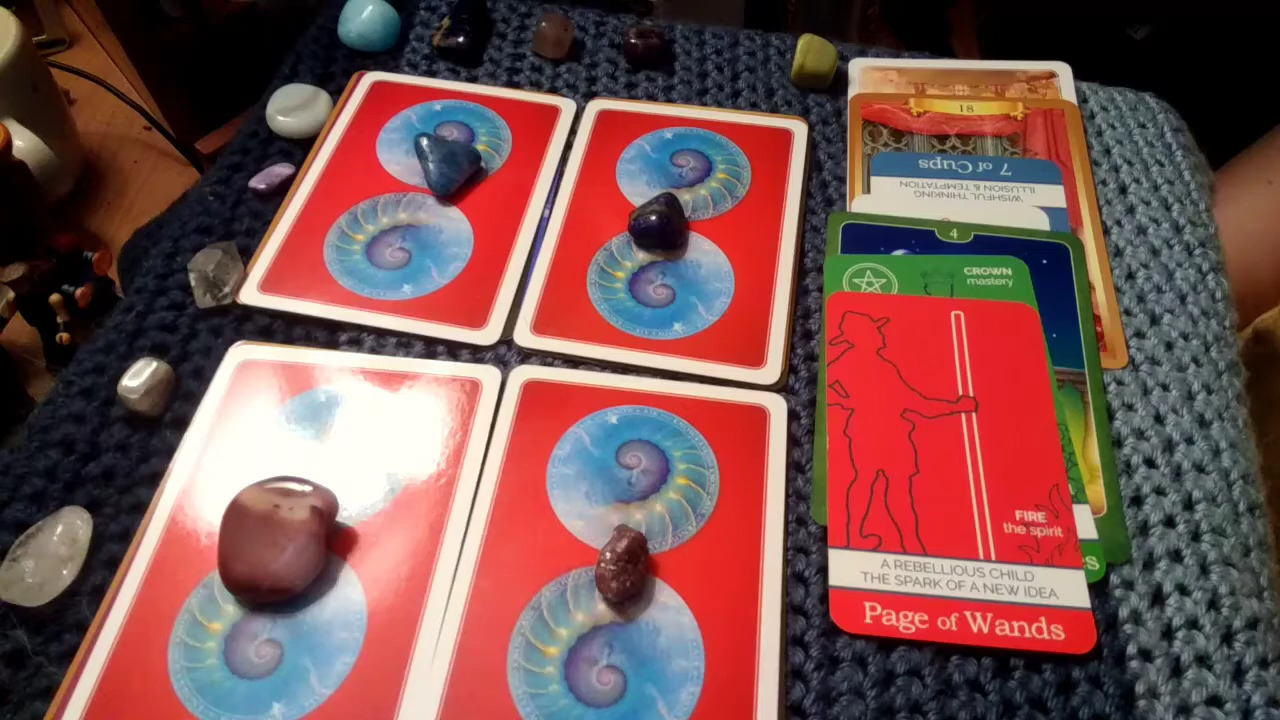 18
7 of Cups
WISHFUL THINKING
ILLUSION & TEMPTATION
4
CROWN
mastery
FIRE
the spirit
A REBELLIOUS CHILD
THE SPARK OF A NEW IDEA
es
Page of Wands